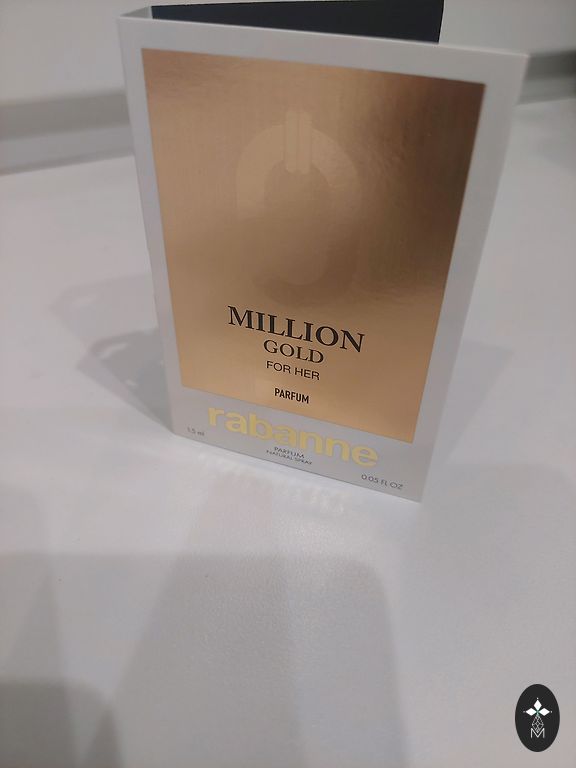 MILLION
GOLD
FOR HER
PARFUM
rabanne
1.5 ml
PARFUM
NATURAL SPRAY
0.05 FL OZ
M